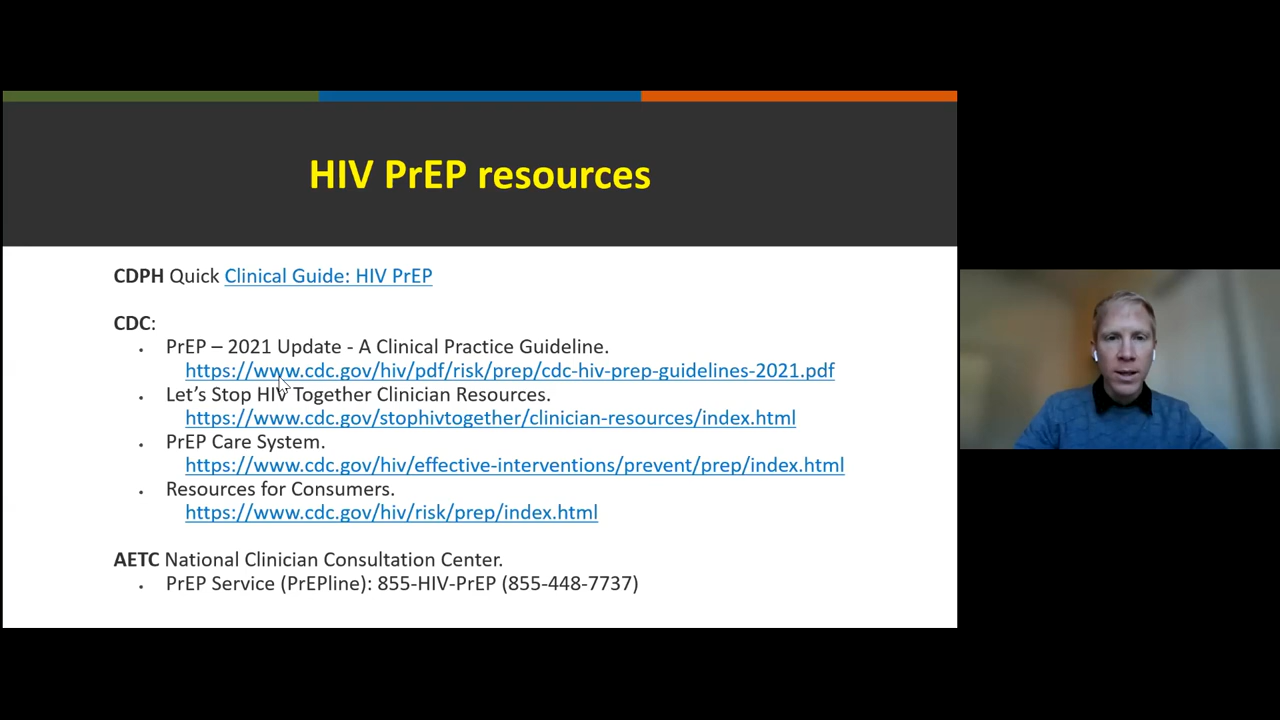 HIV PrEP resources
CDPH Quick Clinical Guide: HIV PrEP
CDC:
• PrEP – 2021 Update - A Clinical Practice Guideline.
https://www.cdc.gov/hiv/pdf/risk/prep/cdc-hiv-prep-guidelines-2021.pdf
• Let’s Stop HIV Together Clinician Resources.
https://www.cdc.gov/stophivtogether/clinician-resources/index.html
• PrEP Care System.
https://www.cdc.gov/hiv/effective-interventions/prevent/prep/index.html
• Resources for Consumers.
https://www.cdc.gov/hiv/risk/prep/index.html
AETC National Clinician Consultation Center.
• PrEP Service (PrEPline): 855-HIV-PrEP (855-448-7737)